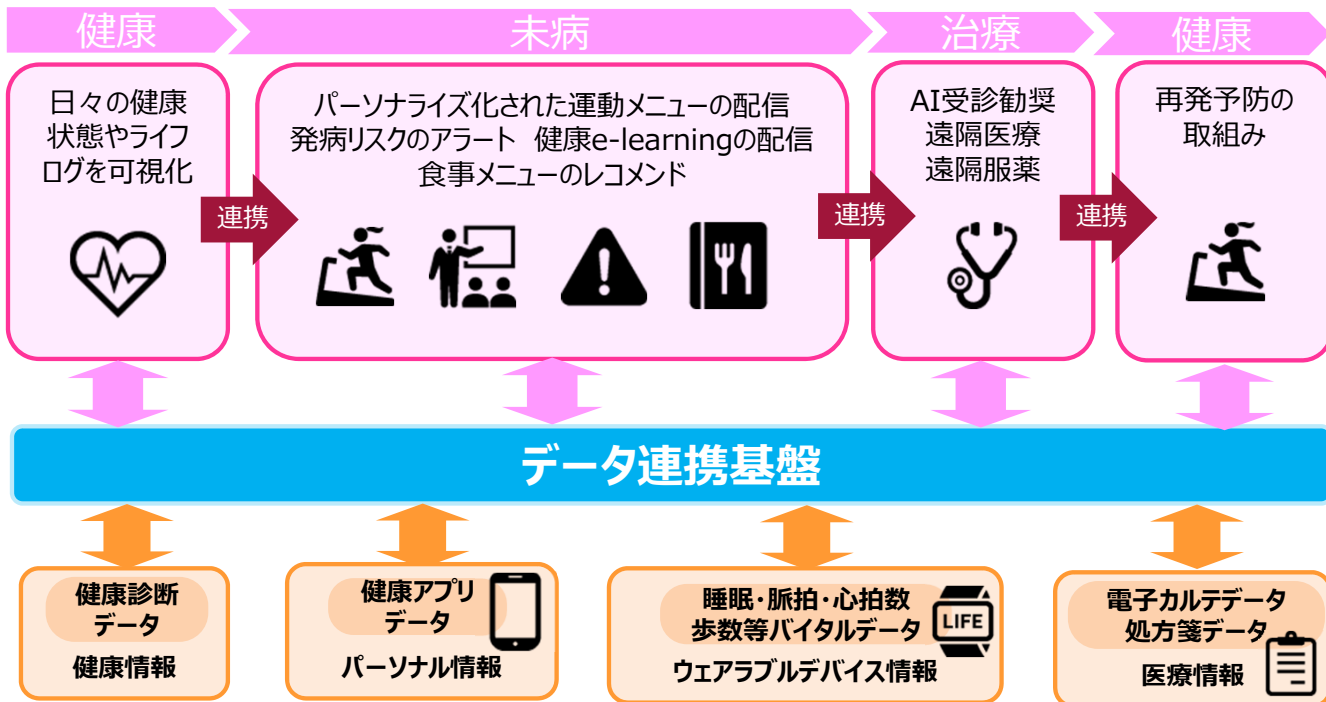 健康
未病
治療
健康
日々の健康
状態やライフ
ログを可視化
連携
パーソナライズ化された運動メニューの配信
発病リスクのアラート 健康e-learningの配信
食事メニューのレコメンド
連携
AI受診勧奨
遠隔医療
遠隔服薬
連携
再発予防の
取組み
データ連携基盤
健康診断
データ
健康情報
健康アプリ
データ
パーソナル情報
睡眠・脈拍・心拍数
歩数等バイタルデータ
LIFE
ウェアラブルデバイス情報
電子カルテデータ
処方箋データ
医療情報